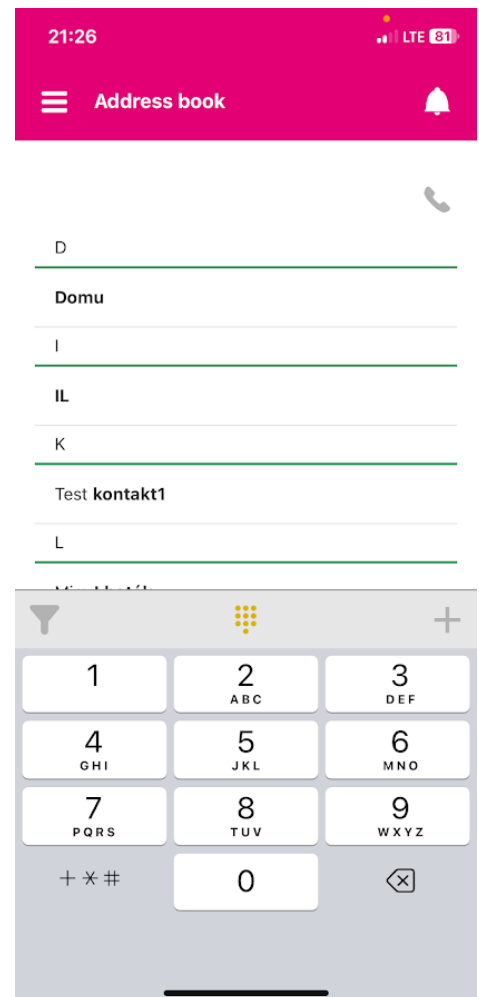 21:26 LTE 81
Address book
D
Domu
I
IL
K
Test kontakt1
L
1 2 3
ABC DEF
4 5 6
GHI JKL MNO
7 8 9
PQRS TUV WXYZ
+*# 0